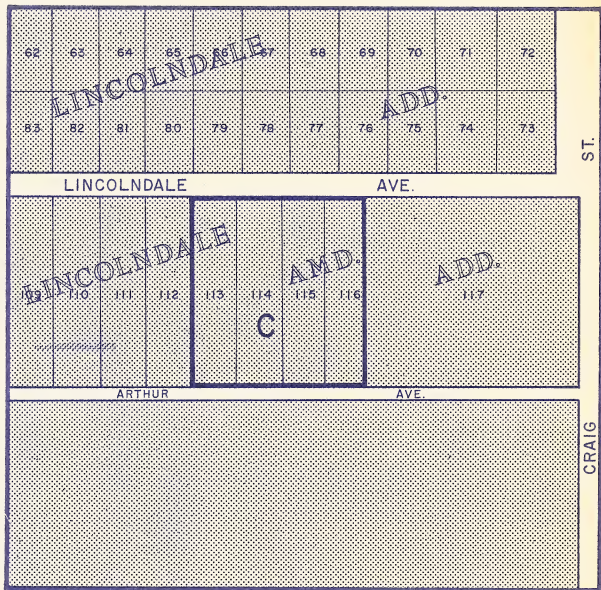 62 63 64 65 66 67 68 69 70 71 72
LINCOLNDALE ADD.
83 82 81 80 79 78 77 76 75 74 73
ST.
LINCOLNDALE AVE.
LINCOLNDALE AMD. ADD.
109 110 111 112 113 114 115 116 117
C
ARTHUR AVE.
CRAIG